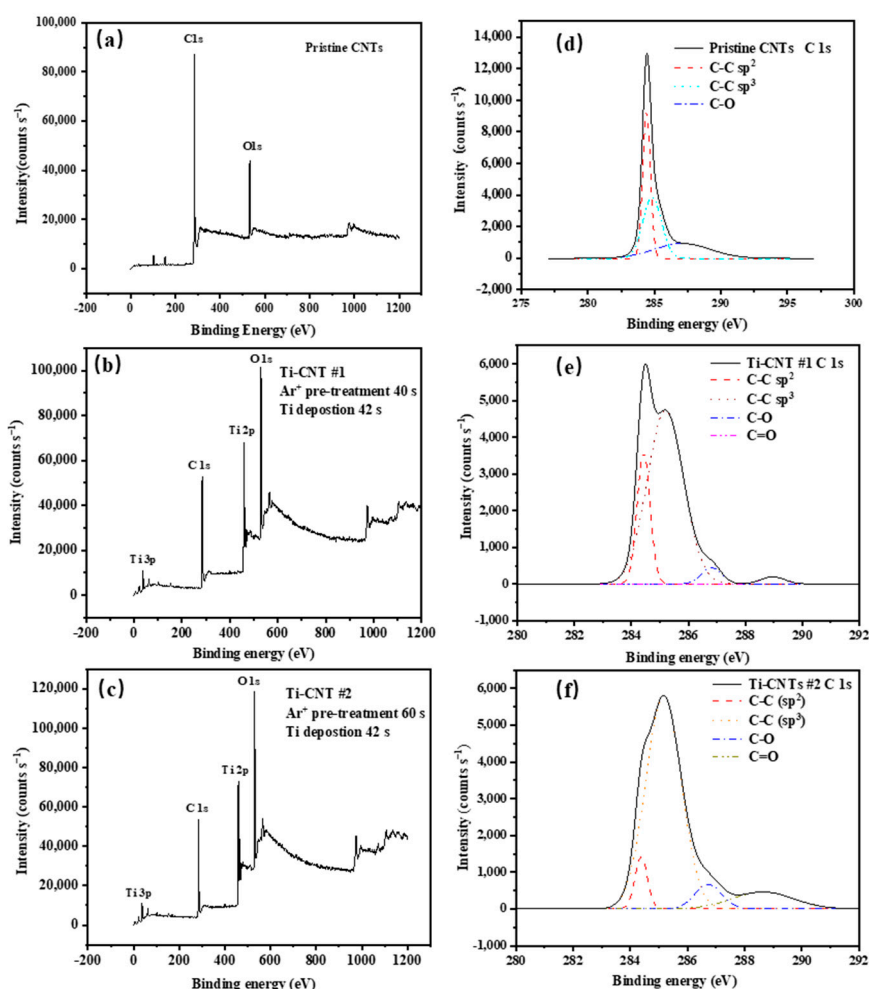 (a)
Pristine CNTs
C1s
O1s
100,000
80,000
60,000
40,000
20,000
0
-200 0 200 400 600 800 1000 1200
Intensity(counts s⁻¹)
Binding Energy (eV)
(d)
Pristine CNTs C 1s
C-C sp²
C-C sp³
C-O
14,000
12,000
10,000
8,000
6,000
4,000
2,000
0
-2,000
275 280 285 290 295 300
Intensity (counts s⁻¹)
Binding energy (eV)
(b)
O1s
Ti-CNT #1
Ar⁺ pre-treatment 40 s
Ti depostion 42 s
Ti 2p
C 1s
Ti 3p
100,000
80,000
60,000
40,000
20,000
0
-200 0 200 400 600 800 1000 1200
Intensity (counts s⁻¹)
Binding energy (eV)
(e)
Ti-CNT #1 C 1s
C-C sp²
C-C sp³
C-O
C=O
6,000
5,000
4,000
3,000
2,000
1,000
0
-1,000
280 282 284 286 288 290 292
Intensity (counts s⁻¹)
Binding energy (eV)
(c)
O1s
Ti-CNT #2
Ar⁺ pre-treatment 60 s
Ti depostion 42 s
Ti 2p
C 1s
Ti 3p
120,000
100,000
80,000
60,000
40,000
20,000
0
-200 0 200 400 600 800 1000 1200
Intensity (counts s⁻¹)
Binding energy (eV)
(f)
Ti-CNTs #2 C 1s
C-C (sp²)
C-C (sp³)
C-O
C=O
6,000
5,000
4,000
3,000
2,000
1,000
0
-1,000
280 282 284 286 288 290 292
Intensity (counts s⁻¹)
Binding energy (eV)